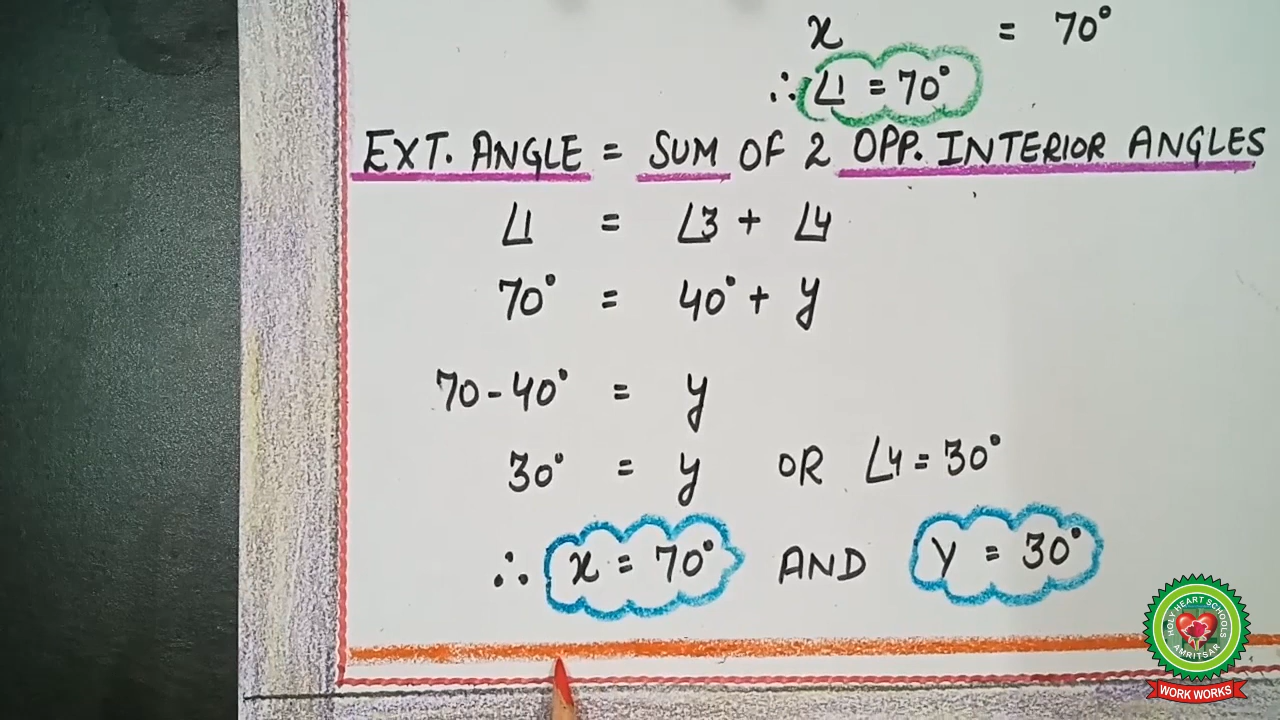 x = 70°
∴ ∠1 = 70°
EXT. ANGLE = SUM OF 2 OPP. INTERIOR ANGLES
∠1 = ∠3 + ∠4
70° = 40° + y
70 - 40° = y
30° = y OR ∠4 = 30°
∴ x = 70° AND y = 30°
HOLY HEART SCHOOLS
AMRITSAR
WORK WORKS